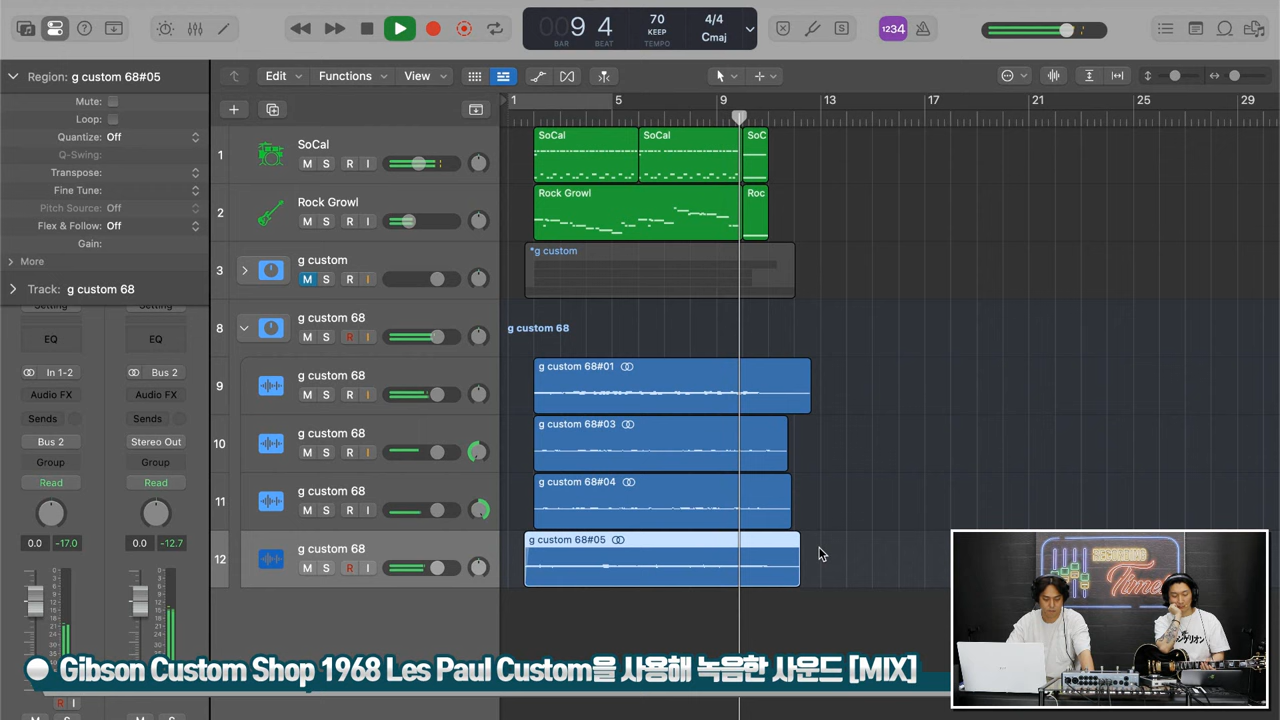 009 4
BAR BEAT
70
KEEP
TEMPO
4/4
Cmaj
S
1234
Region: g custom 68#05
Mute:
Loop:
Quantize: Off
Q-Swing:
Transpose:
Fine Tune:
Pitch Source: Off
Flex & Follow: Off
Gain:
More
Track: g custom 68
Edit Functions View
1 5 9 13 17 21 25 29
1 SoCal
M S R I
2 Rock Growl
M S R I
3 g custom
M S R I
8 g custom 68
M S R I
9 g custom 68
M S R I
10 g custom 68
M S R I
11 g custom 68
M S R I
12 g custom 68
M S R I
SoCal SoCal SoC
Rock Growl Roc
*g custom
g custom 68
g custom 68#01
g custom 68#03
g custom 68#04
g custom 68#05
Setting Setting
EQ EQ
In 1-2 Bus 2
Audio FX Audio FX
Sends Sends
Bus 2 Stereo Out
Group Group
Read Read
0.0 -17.0 0.0 -12.7
R I
M S M S
RECORDING
Time
Gibson Custom Shop 1968 Les Paul Custom을 사용해 녹음한 사운드 [MIX]